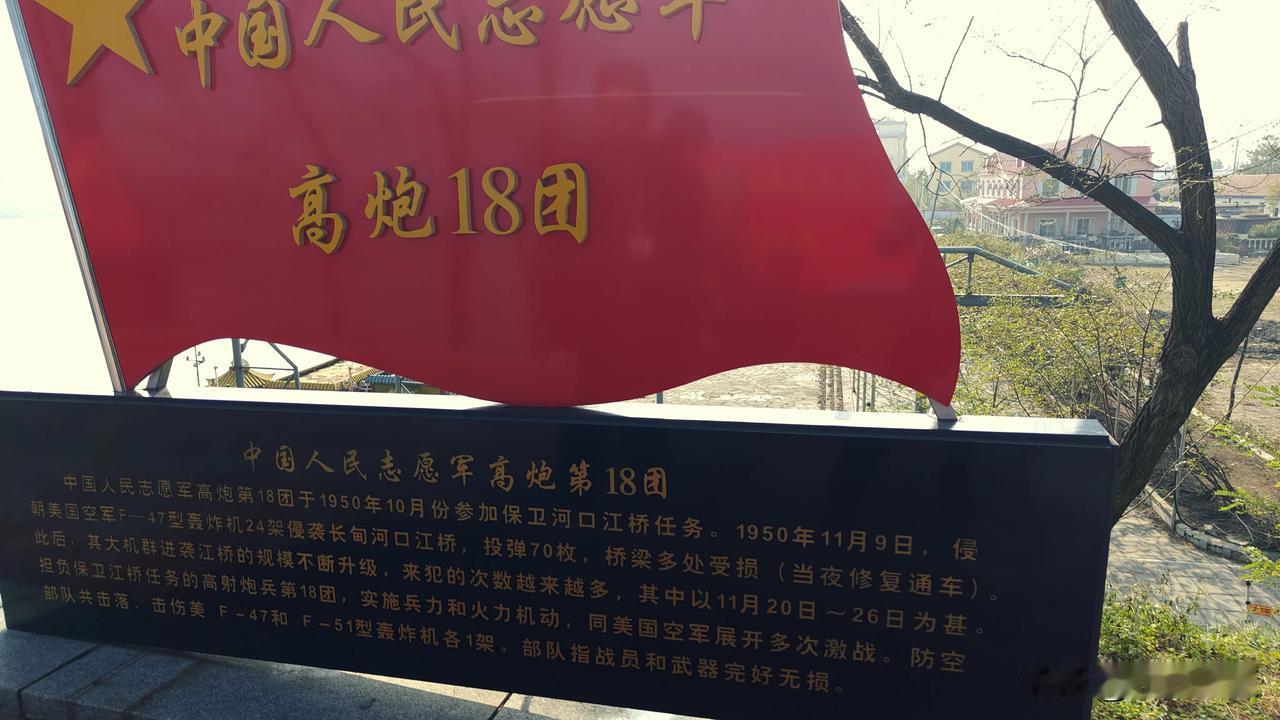 中国人民志愿军
高炮18团
中国人民志愿军高炮第18团
中国人民志愿军高炮第18团于1950年10月份参加保卫河口江桥任务。1950年11月9日，侵
朝美国空军F—47型轰炸机24架侵袭长甸河口江桥，投弹70枚，桥梁多处受损（当夜修复通车）。
此后，其大机群进袭江桥的规模不断升级，来犯的次数越来越多，其中以11月20日～26日为甚。
担负保卫江桥任务的高射炮兵第18团，实施兵力和火力机动，同美国空军展开多次激战。防空
部队共击落、击伤美 F—47和 F—51型轰炸机各1架。部队指战员和武器完好无损。